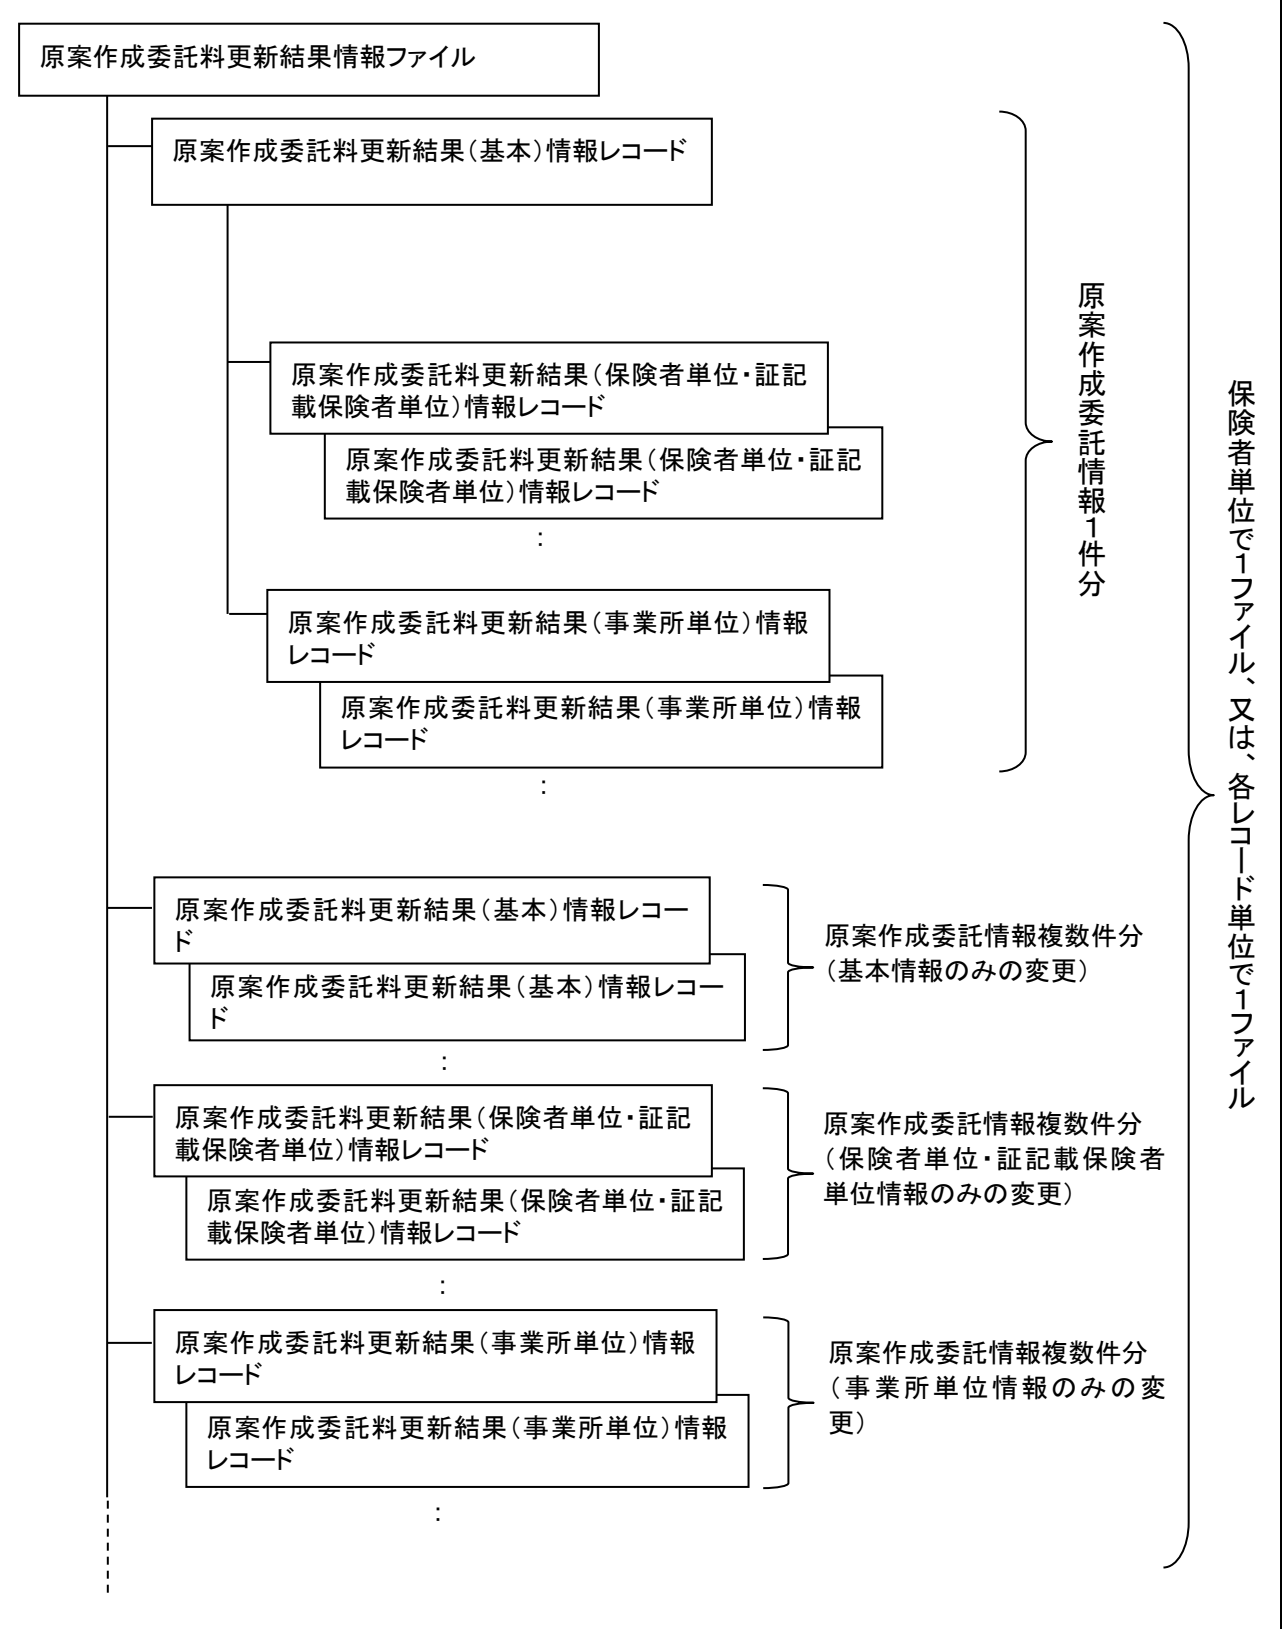 原案作成委託料更新結果情報ファイル
原案作成委託料更新結果(基本)情報レコード
原案作成委託料更新結果(保険者単位・証記
載保険者単位)情報レコード
原案作成委託料更新結果(保険者単位・証記
載保険者単位)情報レコード
:
原案作成委託料更新結果(事業所単位)情報
レコード
原案作成委託料更新結果(事業所単位)情報
レコード
:
原案作成委託情報1件分
原案作成委託料更新結果(基本)情報レコー
ド
原案作成委託料更新結果(基本)情報レコー
ド
:
原案作成委託情報複数件分
(基本情報のみの変更)
原案作成委託料更新結果(保険者単位・証記
載保険者単位)情報レコード
原案作成委託料更新結果(保険者単位・証記
載保険者単位)情報レコード
:
原案作成委託情報複数件分
(保険者単位・証記載保険者
単位情報のみの変更)
原案作成委託料更新結果(事業所単位)情報
レコード
原案作成委託料更新結果(事業所単位)情報
レコード
:
原案作成委託情報複数件分
(事業所単位情報のみの変
更)
保険者単位で1ファイル、又は、各レコード単位で1ファイル